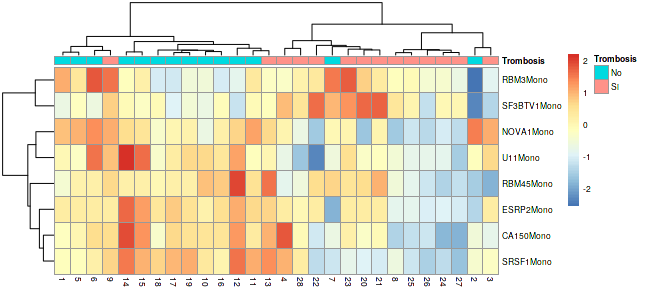 Trombosis
RBM3Mono
SF3BTV1Mono
NOVA1Mono
U11Mono
RBM45Mono
ESRP2Mono
CA150Mono
SRSF1Mono
1 5 6 9 14 15 18 17 19 10 16 12 11 13 4 28 22 7 23 20 21 8 25 26 24 27 2 3
2
1
0
-1
-2
Trombosis
No
SI